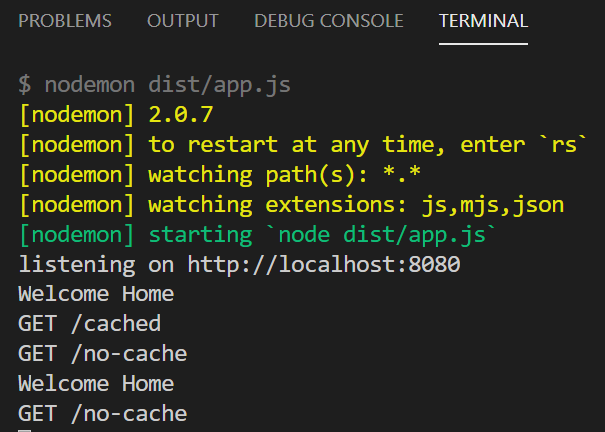 PROBLEMS OUTPUT DEBUG CONSOLE TERMINAL
$ nodemon dist/app.js
[nodemon] 2.0.7
[nodemon] to restart at any time, enter `rs`
[nodemon] watching path(s): *.*
[nodemon] watching extensions: js,mjs,json
[nodemon] starting `node dist/app.js`
listening on http://localhost:8080
Welcome Home
GET /cached
GET /no-cache
Welcome Home
GET /no-cache